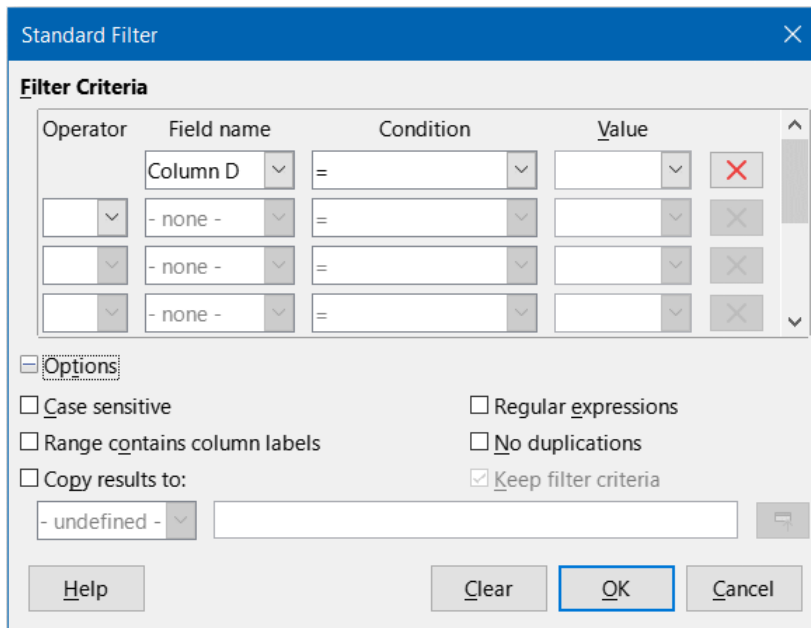 Standard Filter
Filter Criteria
Operator Field name Condition Value
Column D =
- none - =
- none - =
- none - =
Options
Case sensitive Regular expressions
Range contains column labels No duplications
Copy results to: Keep filter criteria
- undefined -
Help Clear OK Cancel